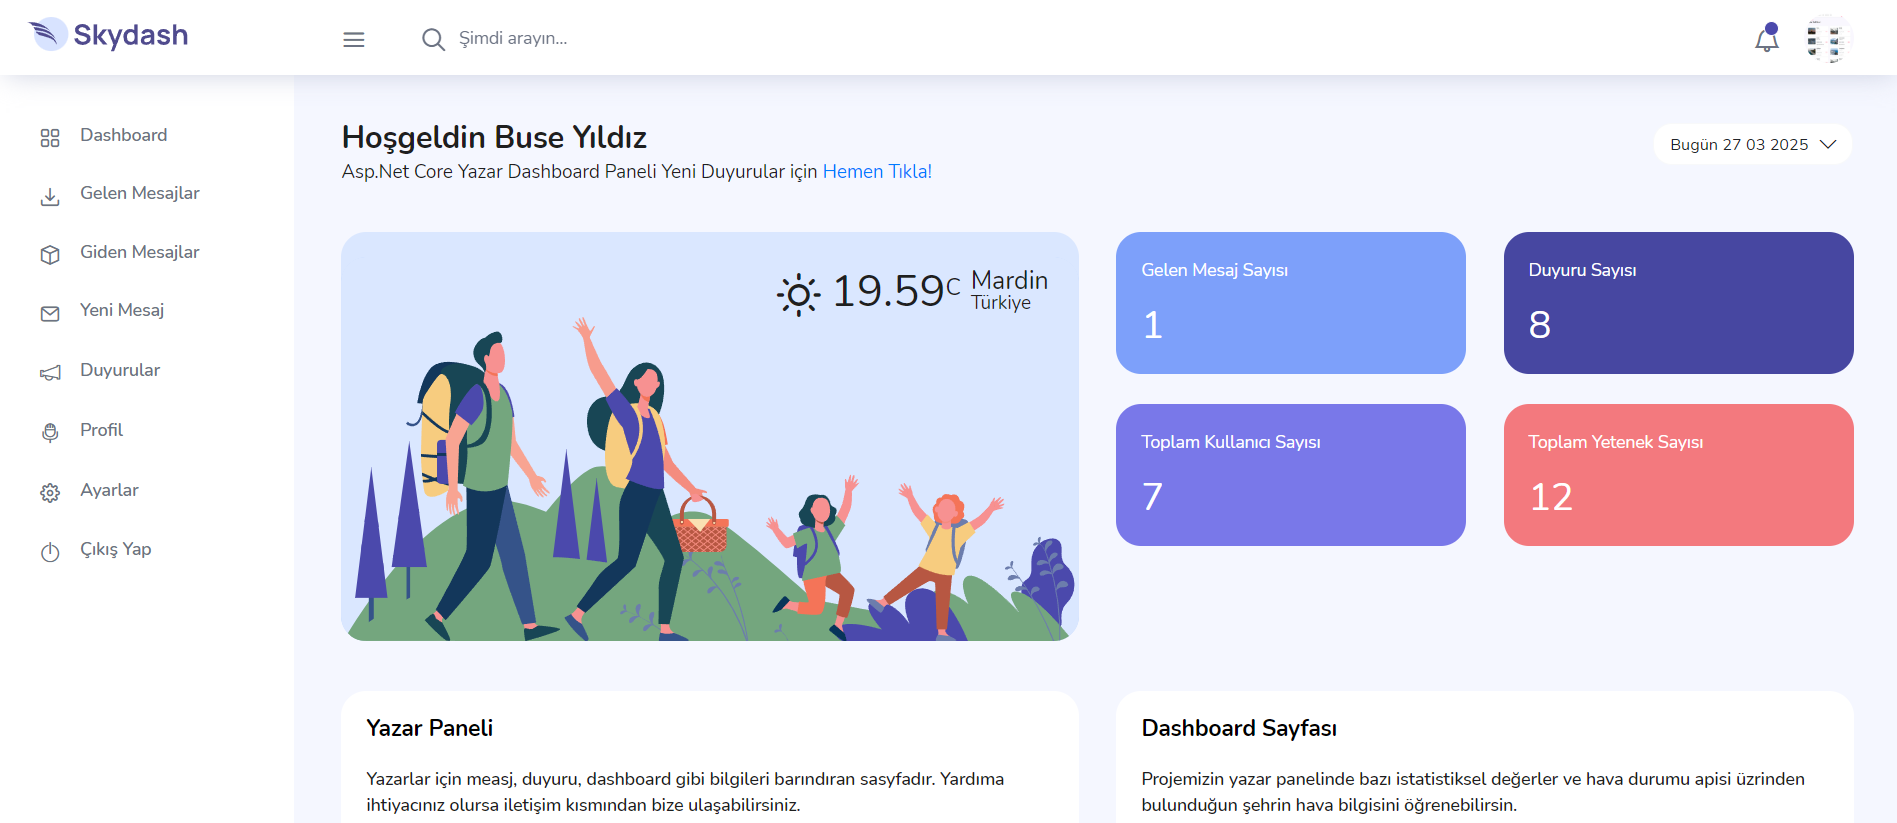 Skydash
Şimdi arayın...
Dashboard
Gelen Mesajlar
Giden Mesajlar
Yeni Mesaj
Duyurular
Profil
Ayarlar
Çıkış Yap
Hoşgeldin Buse Yıldız
Asp.Net Core Yazar Dashboard Paneli Yeni Duyurular için Hemen Tıkla!
Bugün 27 03 2025
19.59C
Mardin
Türkiye
Gelen Mesaj Sayısı
1
Duyuru Sayısı
8
Toplam Kullanıcı Sayısı
7
Toplam Yetenek Sayısı
12
Yazar Paneli
Yazarlar için measj, duyuru, dashboard gibi bilgileri barındıran sasyfadır. Yardıma
ihtiyacınız olursa iletişim kısmından bize ulaşabilirsiniz.
Dashboard Sayfası
Projemizin yazar panelinde bazı istatistiksel değerler ve hava durumu apisi üzrinden
bulunduğun şehrin hava bilgisini öğrenebilirsin.